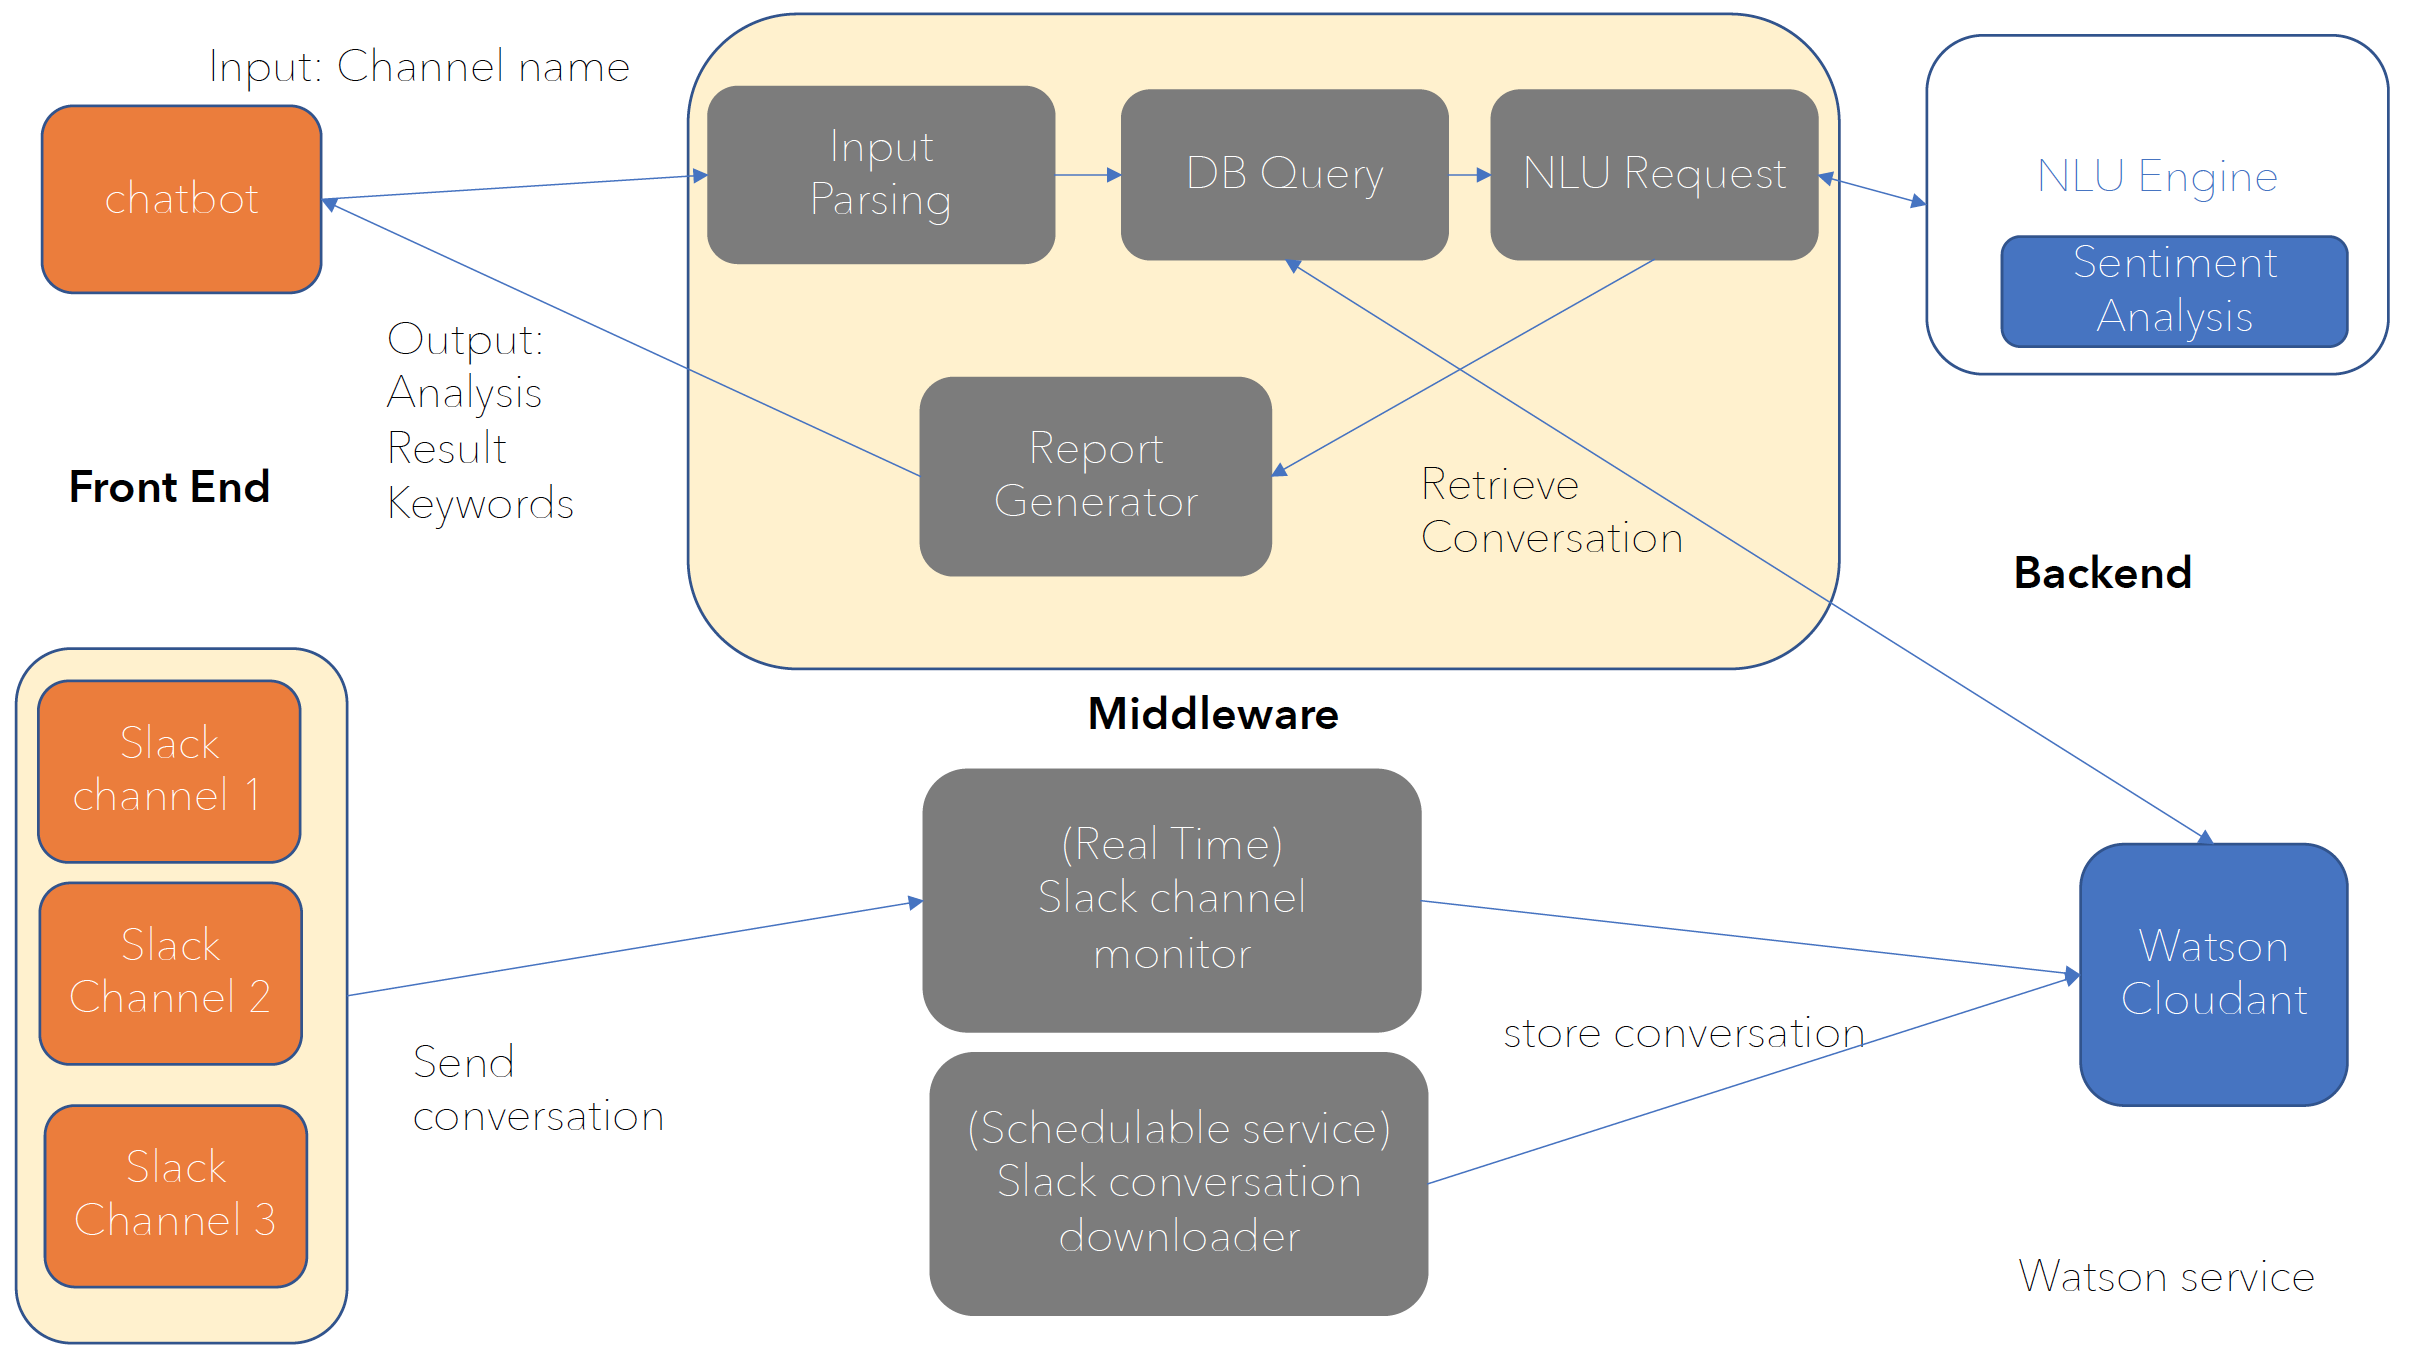 Input: Channel name
chatbot
Input
Parsing
DB Query
NLU Request
NLU Engine
Sentiment
Analysis
Output:
Analysis
Result
Keywords
Report
Generator
Retrieve
Conversation
Front End
Backend
Middleware
Slack
channel 1
Slack
Channel 2
Slack
Channel 3
Send
conversation
(Real Time)
Slack channel
monitor
(Schedulable service)
Slack conversation
downloader
store conversation
Watson
Cloudant
Watson service